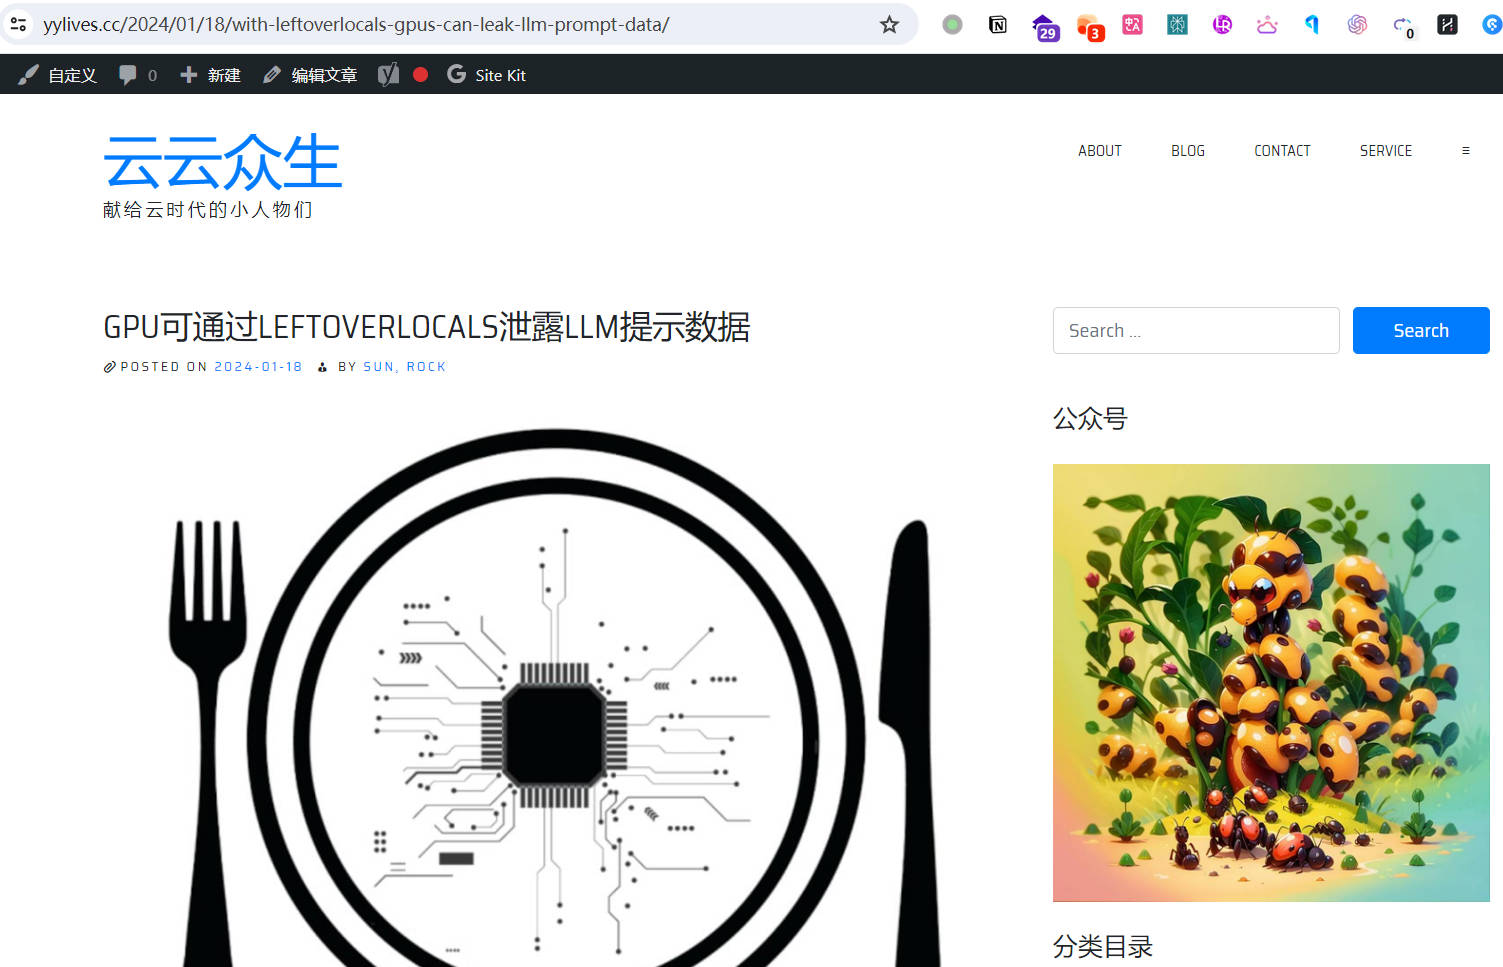 yylives.cc/2024/01/18/with-leftoverlocals-gpus-can-leak-llm-prompt-data/
29
3
0
自定义 0 新建 编辑文章 Site Kit
云云众生
献给云时代的小人物们
ABOUT BLOG CONTACT SERVICE ≡
GPU可通过LEFTOVERLOCALS泄露LLM提示数据
POSTED ON 2024-01-18 BY SUN, ROCK
Search ...
Search
公众号
分类目录